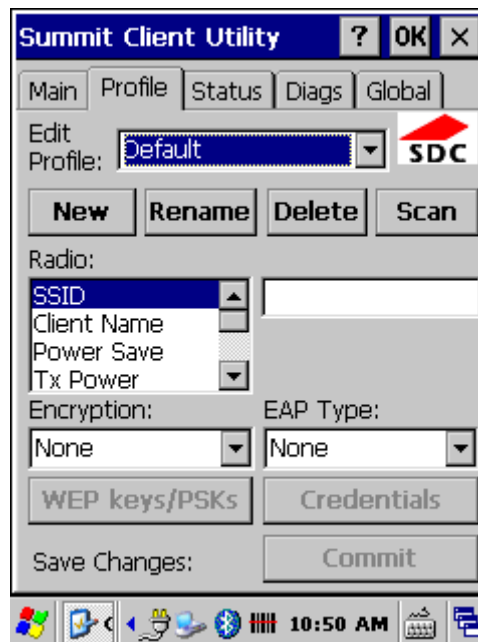 Summit Client Utility ? OK ×
Main Profile Status Diags Global
Edit
Profile: Default
SDC
New Rename Delete Scan
Radio:
SSID
Client Name
Power Save
Tx Power
Encryption: EAP Type:
None None
WEP keys/PSKs Credentials
Save Changes: Commit
10:50 AM